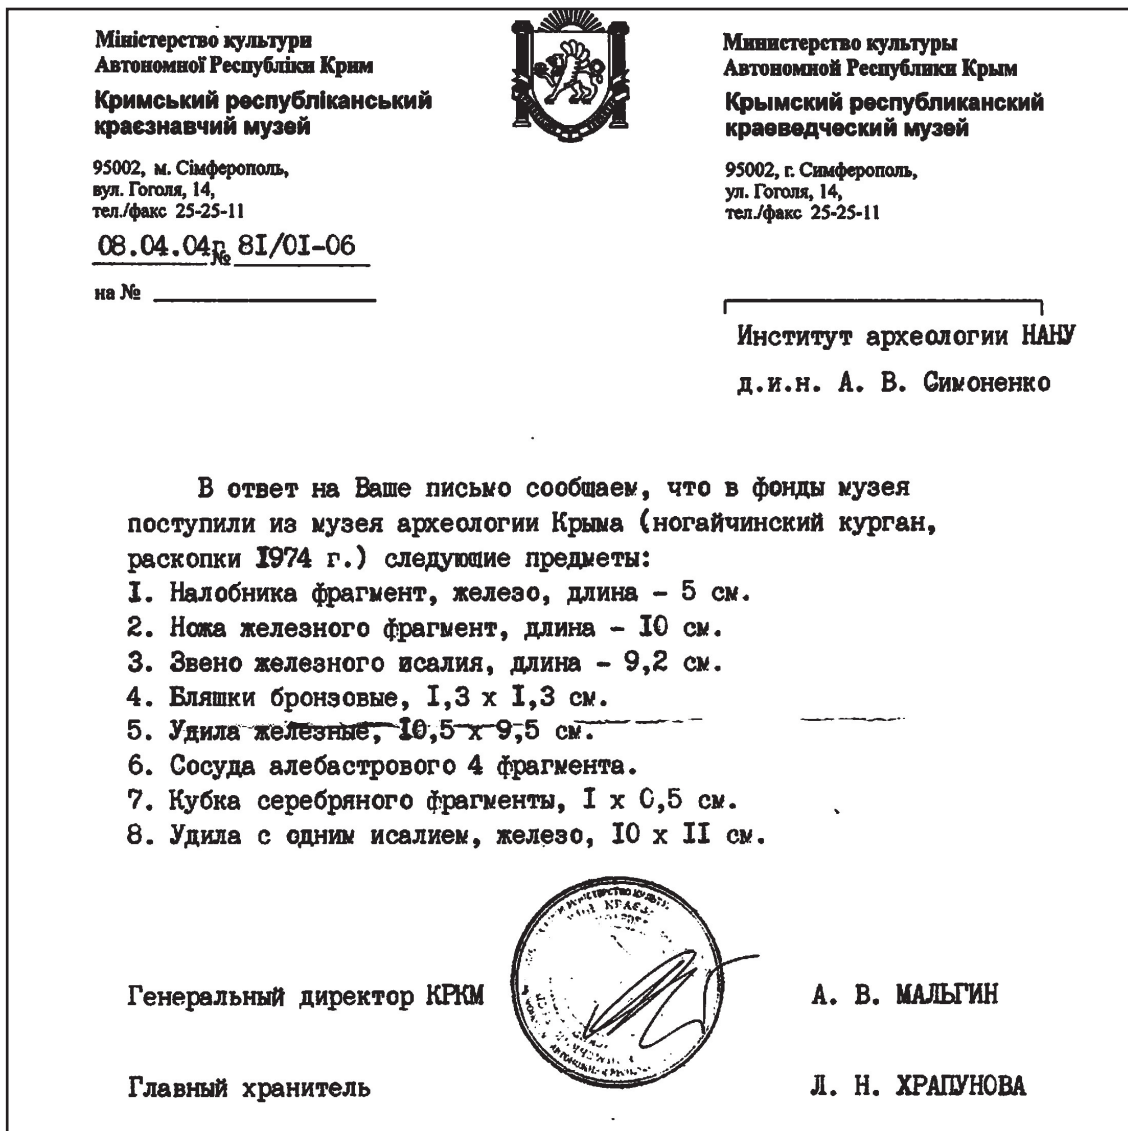 Міністерство культури
Автономної Республіки Крим
Кримський республіканський
краєзнавчий музей
95002, м. Сімферополь,
вул. Гоголя, 14,
тел./факс 25-25-11
08.04.04г. № 8I/0I-06
на №
Министерство культуры
Автономной Республики Крым
Крымский республиканский
краеведческий музей
95002, г. Симферополь,
ул. Гоголя, 14,
тел./факс 25-25-11
Институт археологии НАНУ
д.и.н. А. В. Симоненко
В ответ на Ваше письмо сообщаем, что в фонды музея
поступили из музея археологии Крыма (ногайчинский курган,
раскопки I974 г.) следующие предметы:
I. Налобника фрагмент, железо, длина - 5 см.
2. Ножа железного фрагмент, длина - I0 см.
3. Звено железного псалия, длина - 9,2 см.
4. Бляшки бронзовые, I,3 х I,3 см.
5. Удила железные, I0,5 х 9,5 см.
6. Сосуда алебастрового 4 фрагмента.
7. Кубка серебряного фрагменты, I х 0,5 см.
8. Удила с одним псалием, железо, I0 х II см.
Генеральный директор КРКМ
А. В. МАЛЬГИН
Главный хранитель
Л. Н. ХРАПУНОВА